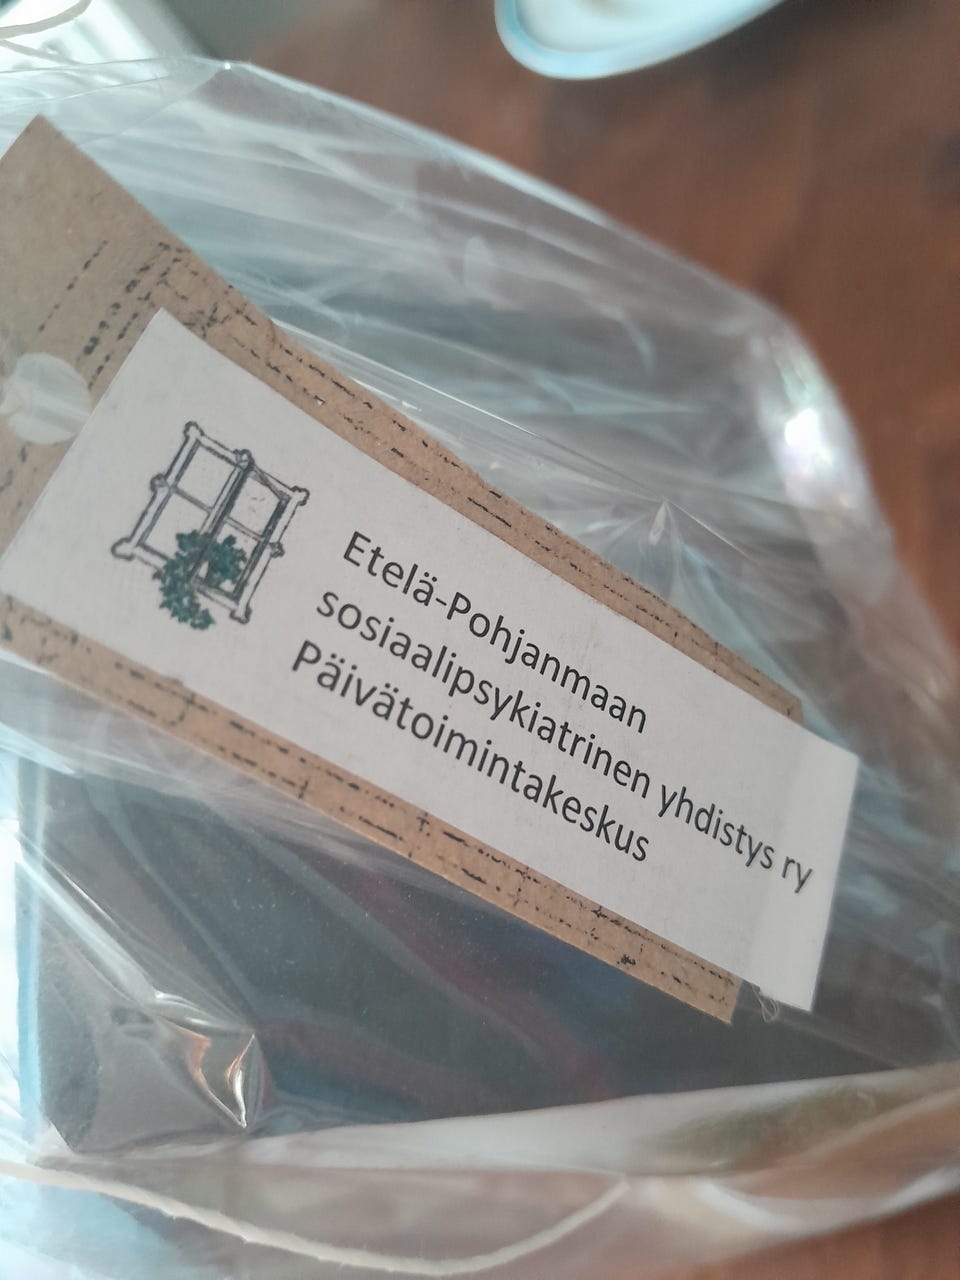 Etelä-Pohjanmaan
sosiaalipsykiatrinen yhdistys ry
Päivätoimintakeskus